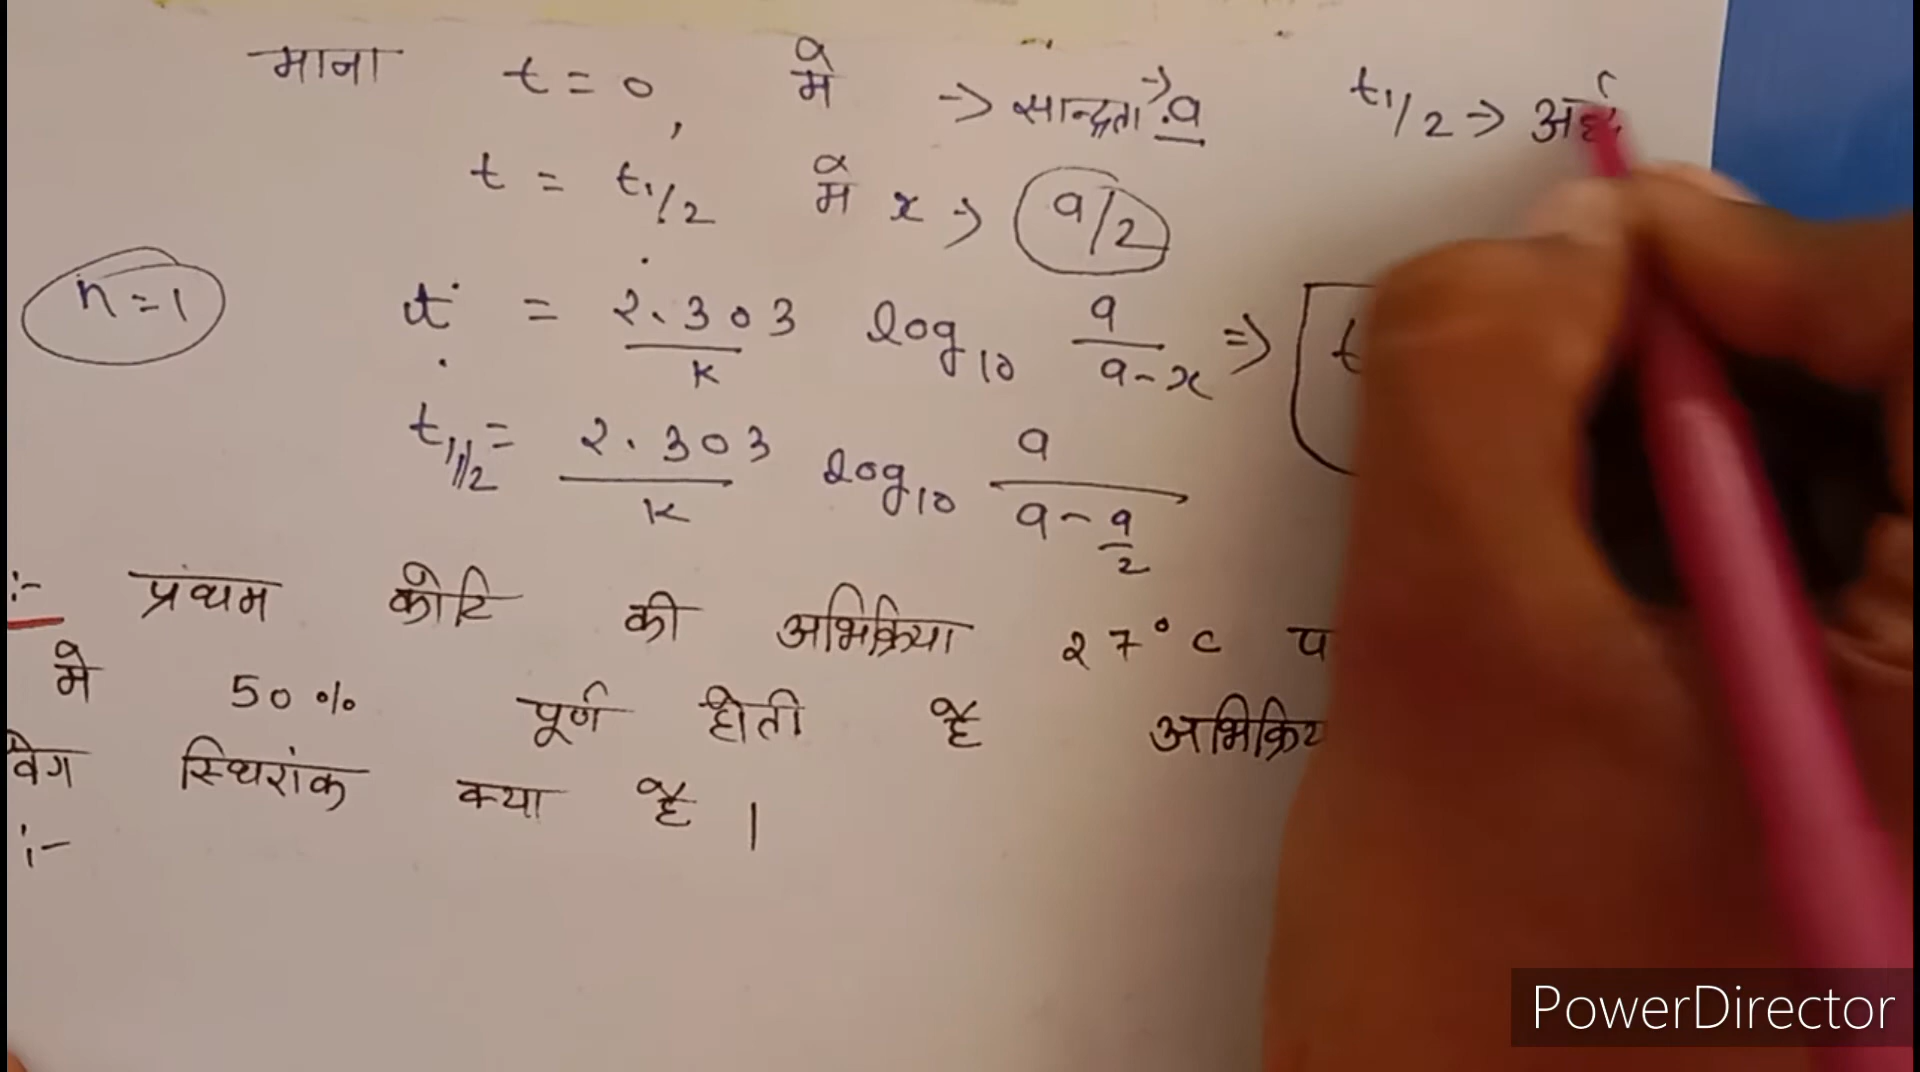 माना t = 0, में -> सान्द्रता -> a t1/2 -> अर्ध
t = t1/2 में x -> a/2
n = 1
t = 2.303/K log10 a/a-x => t
t1/2 = 2.303/K log10 a/a-a/2
:- प्रथम कोटि की अभिक्रिया 27°C
में 50% पूर्ण होती है
वेग स्थिरांक क्या है |
:-
PowerDirector